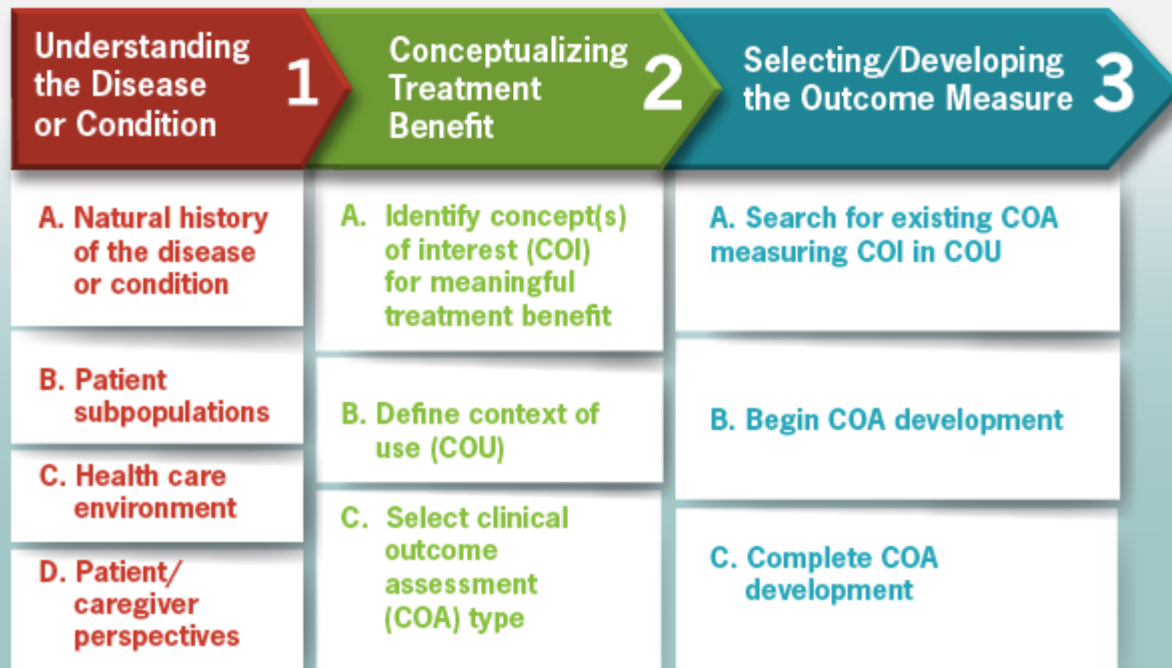 Understanding
the Disease
or Condition
1
Conceptualizing
Treatment
Benefit
2
Selecting/Developing
the Outcome Measure
3
A. Natural history
of the disease
or condition
B. Patient
subpopulations
C. Health care
environment
D. Patient/
caregiver
perspectives
A. Identify concept(s)
of interest (COI)
for meaningful
treatment benefit
B. Define context of
use (COU)
C. Select clinical
outcome
assessment
(COA) type
A. Search for existing COA
measuring COI in COU
B. Begin COA development
C. Complete COA
development